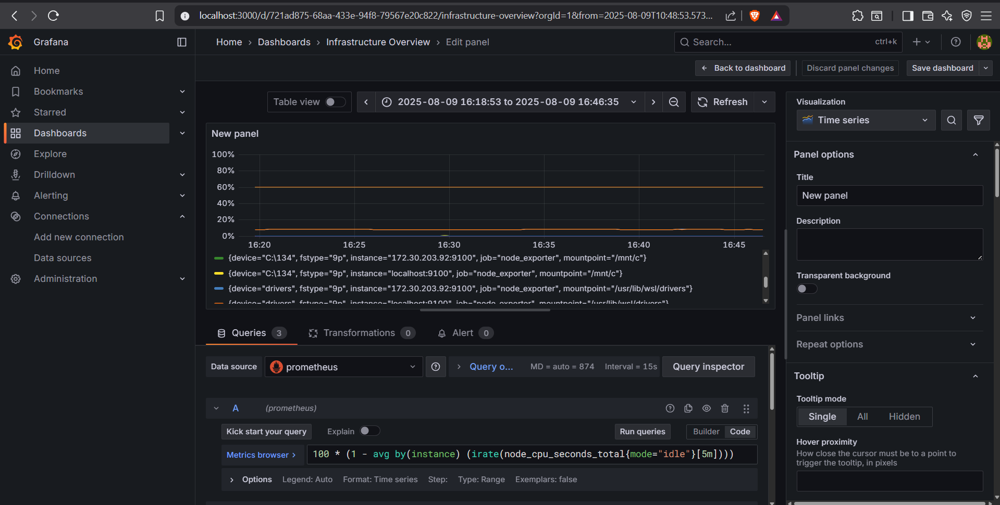 localhost:3000/d/721ad875-68aa-433e-94f8-79567e20c822/infrastructure-overview?orgId=1&from=2025-08-09T10:48:53.573...
Grafana
Home › Dashboards › Infrastructure Overview › Edit panel
Search...
ctrl+k
Back to dashboard
Discard panel changes
Save dashboard
Home
Bookmarks
Starred
Dashboards
Explore
Drilldown
Alerting
Connections
Add new connection
Data sources
Administration
Table view
2025-08-09 16:18:53 to 2025-08-09 16:46:35
Refresh
New panel
100%
80%
60%
40%
20%
0%
16:20 16:25 16:30 16:35 16:40 16:45
{device="C:\134", fstype="9p", instance="172.30.203.92:9100", job="node_exporter", mountpoint="/mnt/c"}
{device="C:\134", fstype="9p", instance="localhost:9100", job="node_exporter", mountpoint="/mnt/c"}
{device="drivers", fstype="9p", instance="172.30.203.92:9100", job="node_exporter", mountpoint="/usr/lib/wsl/drivers"}
{device="drivers", fstype="9p", instance="localhost:9100", job="node_exporter", mountpoint="/usr/lib/wsl/drivers"}
Queries 3
Transformations 0
Alert 0
Data source
prometheus
Query o...
MD = auto = 874
Interval = 15s
Query inspector
A
(prometheus)
Kick start your query
Explain
Run queries
Builder
Code
Metrics browser ›
100 * (1 - avg by(instance) (irate(node_cpu_seconds_total{mode="idle"}[5m])))
Options
Legend: Auto
Format: Time series
Step:
Type: Range
Exemplars: false
Visualization
Time series
Panel options
Title
New panel
Description
Transparent background
Panel links
Repeat options
Tooltip
Tooltip mode
Single
All
Hidden
Hover proximity
How close the cursor must be to a point to
trigger the tooltip, in pixels